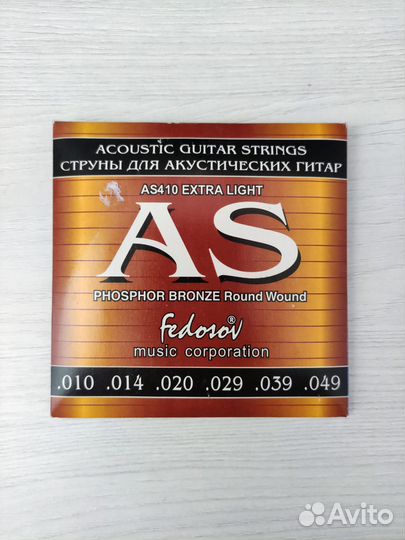 ACOUSTIC GUITAR STRINGS
СТРУНЫ ДЛЯ АКУСТИЧЕСКИХ ГИТАР
AS410 EXTRA LIGHT
AS
PHOSPHOR BRONZE Round Wound
fedosov®
music corporation
.010 .014 .020 .029 .039 .049
Avito